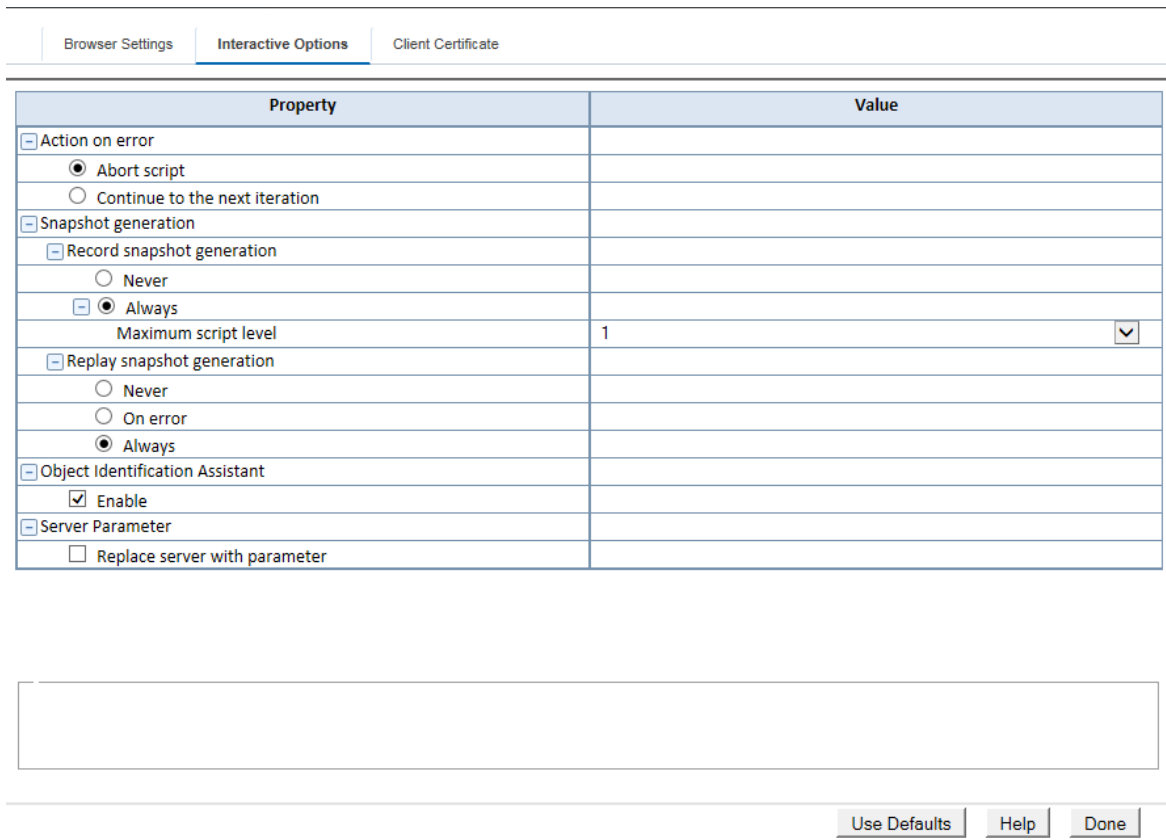 Browser Settings Interactive Options Client Certificate
Property Value
Action on error
Abort script
Continue to the next iteration
Snapshot generation
Record snapshot generation
Never
Always
Maximum script level 1
Replay snapshot generation
Never
On error
Always
Object Identification Assistant
Enable
Server Parameter
Replace server with parameter
Use Defaults Help Done